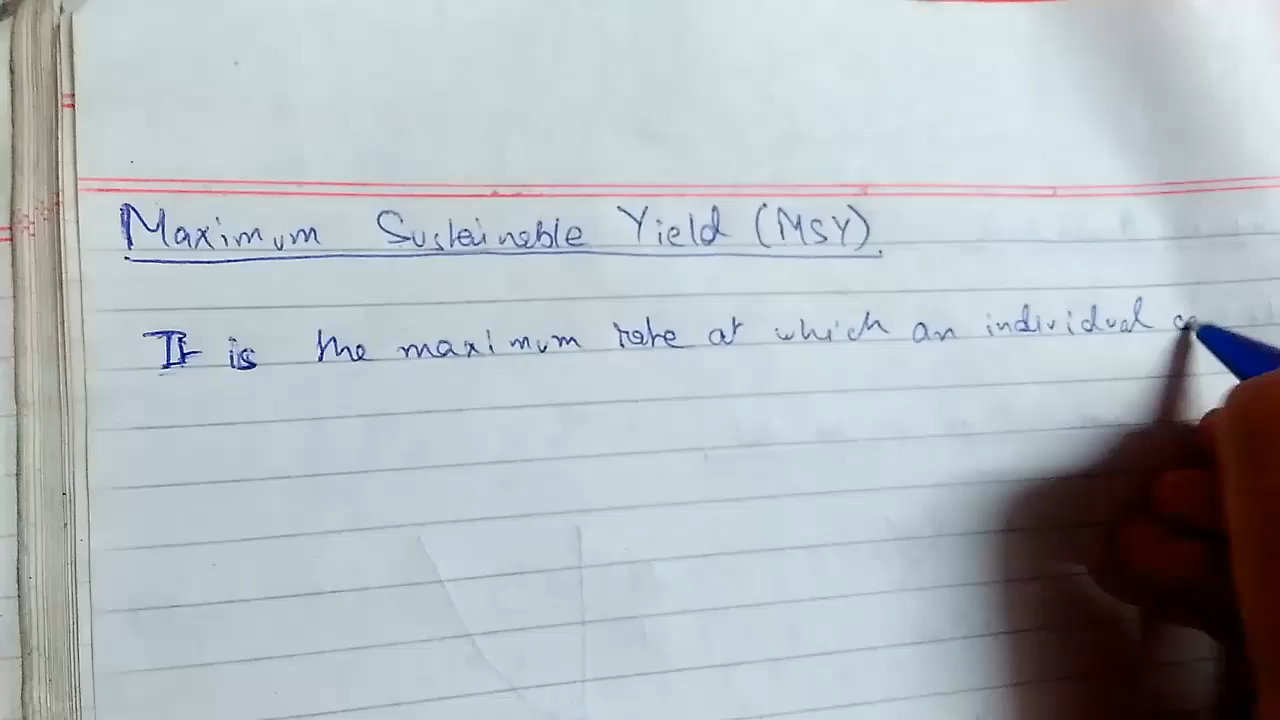 Maximum Sustainable Yield (MSY).
It is the maximum rate at which an individual